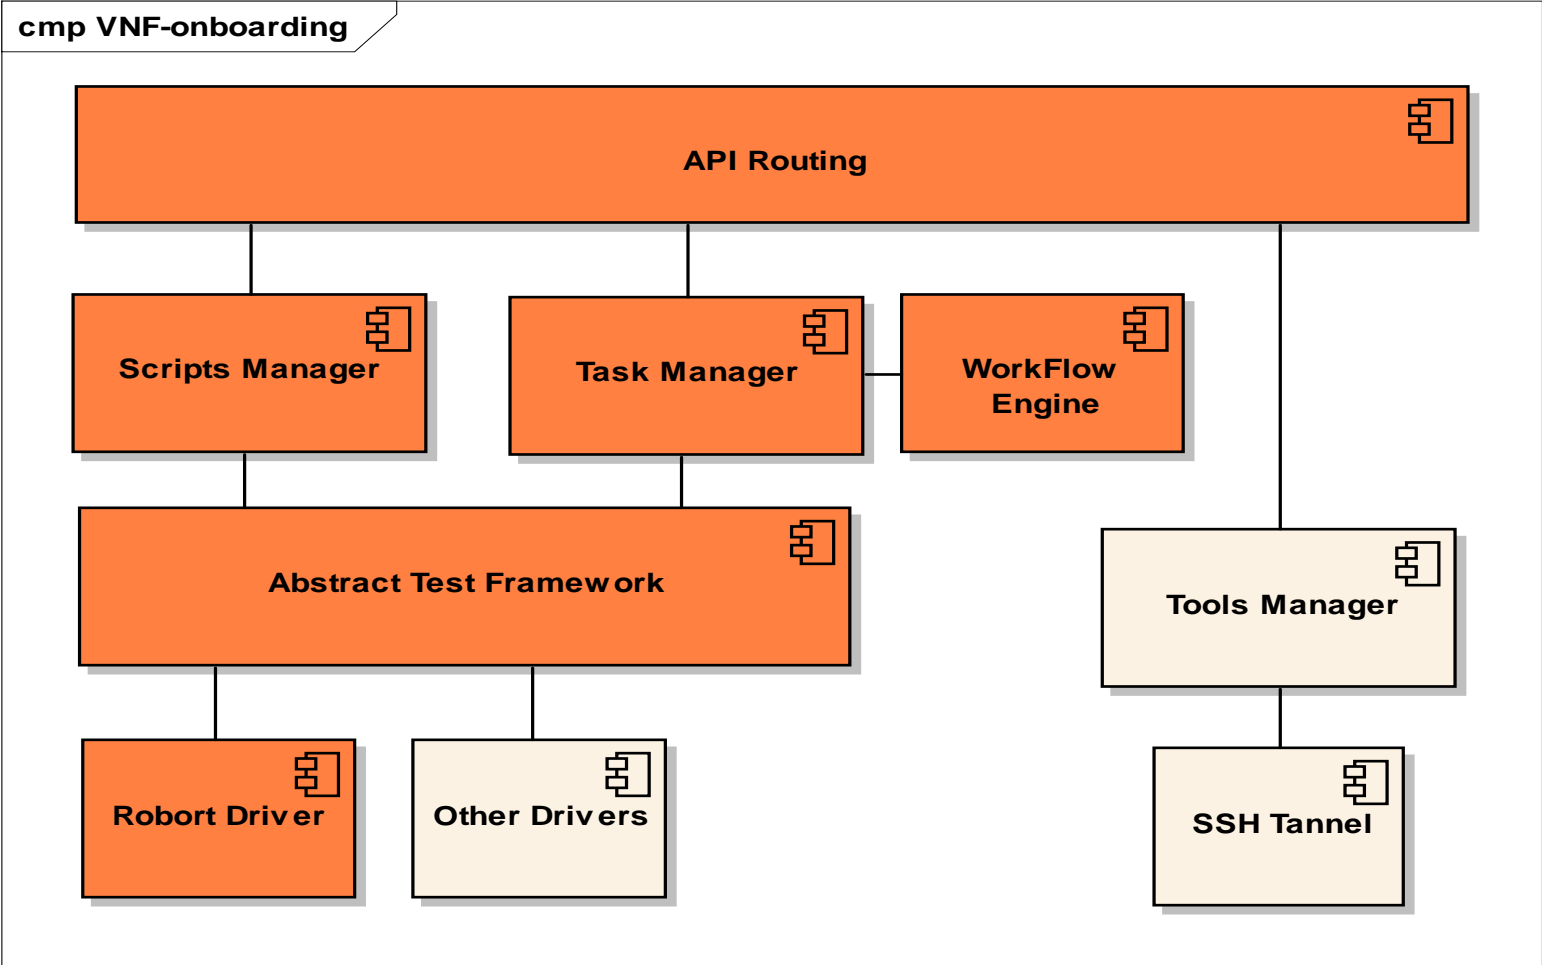 cmp VNF-onboarding
API Routing
Scripts Manager
Task Manager
WorkFlow
Engine
Abstract Test Framework
Tools Manager
Robort Driver
Other Drivers
SSH Tannel